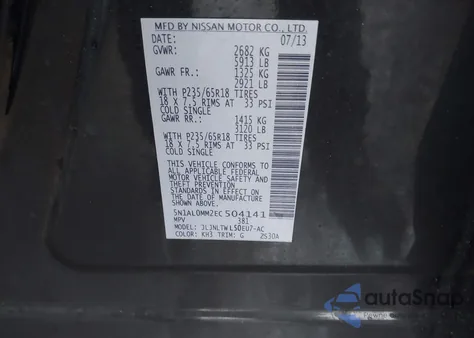 MFD BY NISSAN MOTOR CO., LTD.
DATE: 07/13
GVWR: 2682 KG
5913 LB
GAWR FR.: 1325 KG
2921 LB
WITH P235/65R18 TIRES
18 X 7.5 RIMS AT 33 PSI
COLD SINGLE
GAWR RR.: 1415 KG
3120 LB
WITH P235/65R18 TIRES
18 X 7.5 RIMS AT 33 PSI
COLD SINGLE
THIS VEHICLE CONFORMS TO
ALL APPLICABLE FEDERAL
MOTOR VEHICLE SAFETY AND
THEFT PREVENTION
STANDARDS IN EFFECT ON
THE DATE OF MANUFACTURE
SHOWN ABOVE.
5N1AL0MM2EC504141
MPV 381
MODEL: JLJNLTWL50EU7-AC
COLOR: KH3 TRIM: G 2530A
autoSnap